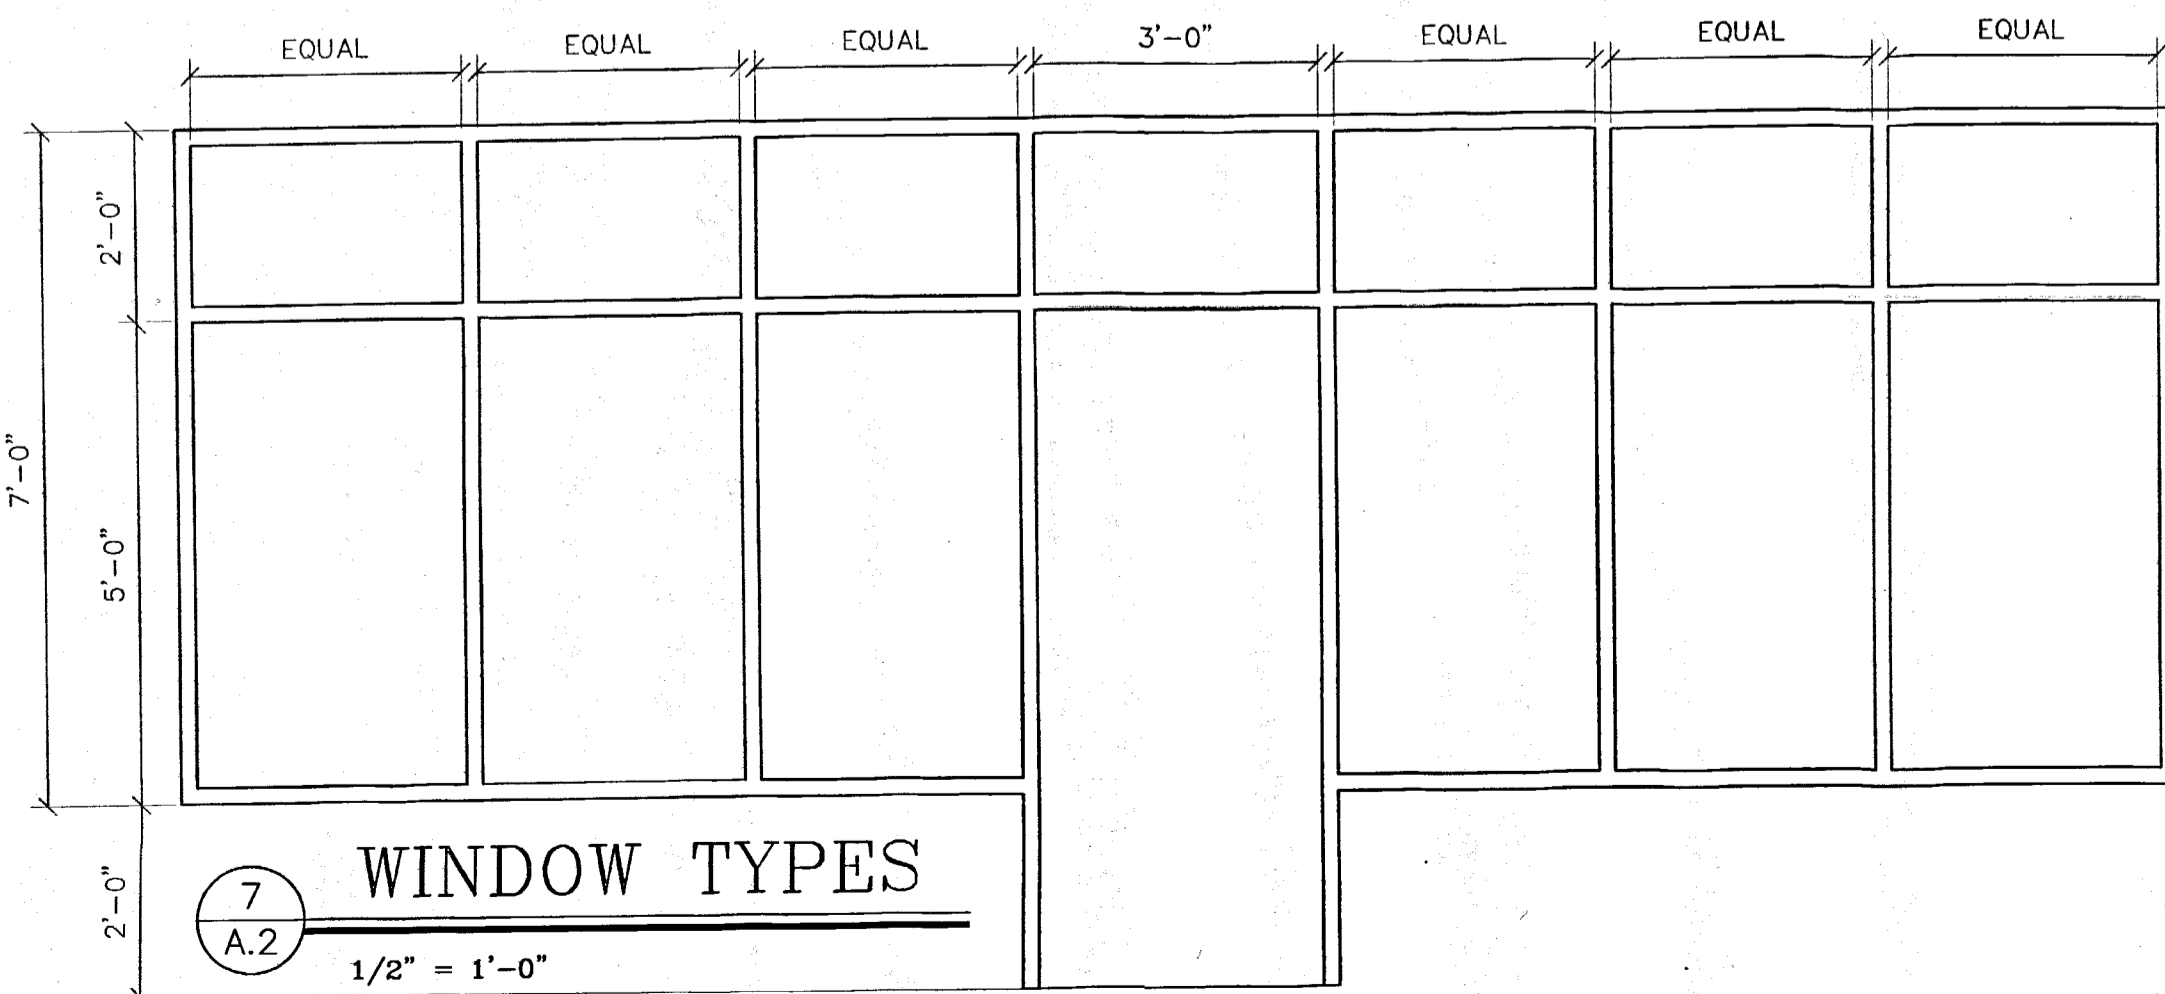 EQUAL EQUAL EQUAL 3'-0" EQUAL EQUAL EQUAL
2'-0"
7'-0"
5'-0"
2'-0"
WINDOW TYPES
7
A.2
1/2" = 1'-0"